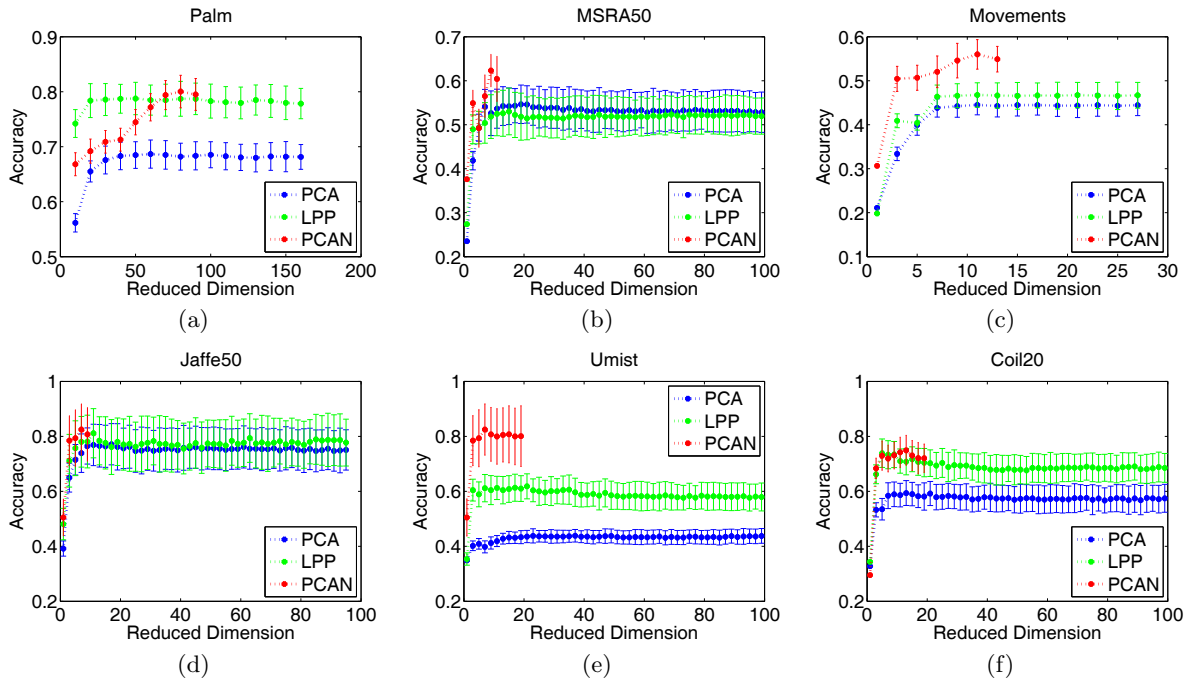 Palm
0.9
0.8
0.7
0.6
0.5
Accuracy
0
50
100
150
200
Reduced Dimension
PCA
LPP
PCAN
(a)
MSRA50
0.7
0.6
0.5
0.4
0.3
0.2
Accuracy
0
20
40
60
80
100
Reduced Dimension
PCA
LPP
PCAN
(b)
Movements
0.6
0.5
0.4
0.3
0.2
0.1
Accuracy
0
5
10
15
20
25
30
Reduced Dimension
PCA
LPP
PCAN
(c)
Jaffe50
1
0.8
0.6
0.4
0.2
Accuracy
0
20
40
60
80
100
Reduced Dimension
PCA
LPP
PCAN
(d)
Umist
1
0.8
0.6
0.4
0.2
Accuracy
0
20
40
60
80
100
Reduced Dimension
PCA
LPP
PCAN
(e)
Coil20
1
0.8
0.6
0.4
0.2
Accuracy
0
20
40
60
80
100
Reduced Dimension
PCA
LPP
PCAN
(f)